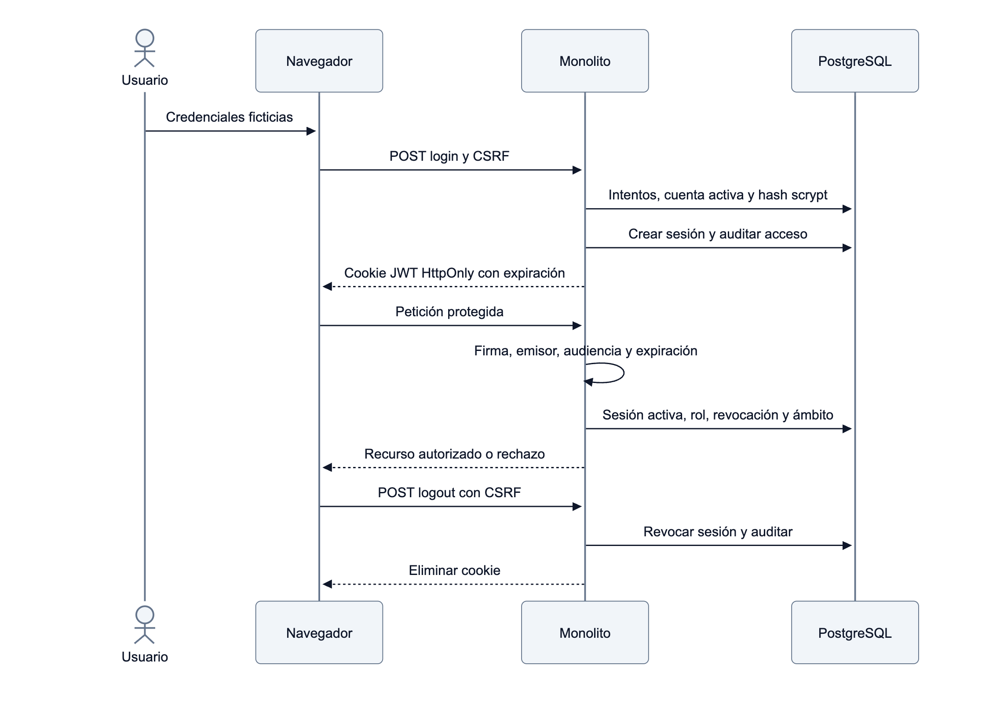 Usuario
Navegador
Monolito
PostgreSQL
Credenciales ficticias
POST login y CSRF
Intentos, cuenta activa y hash scrypt
Crear sesión y auditar acceso
Cookie JWT HttpOnly con expiración
Petición protegida
Firma, emisor, audiencia y expiración
Sesión activa, rol, revocación y ámbito
Recurso autorizado o rechazo
POST logout con CSRF
Revocar sesión y auditar
Eliminar cookie
Usuario
Navegador
Monolito
PostgreSQL